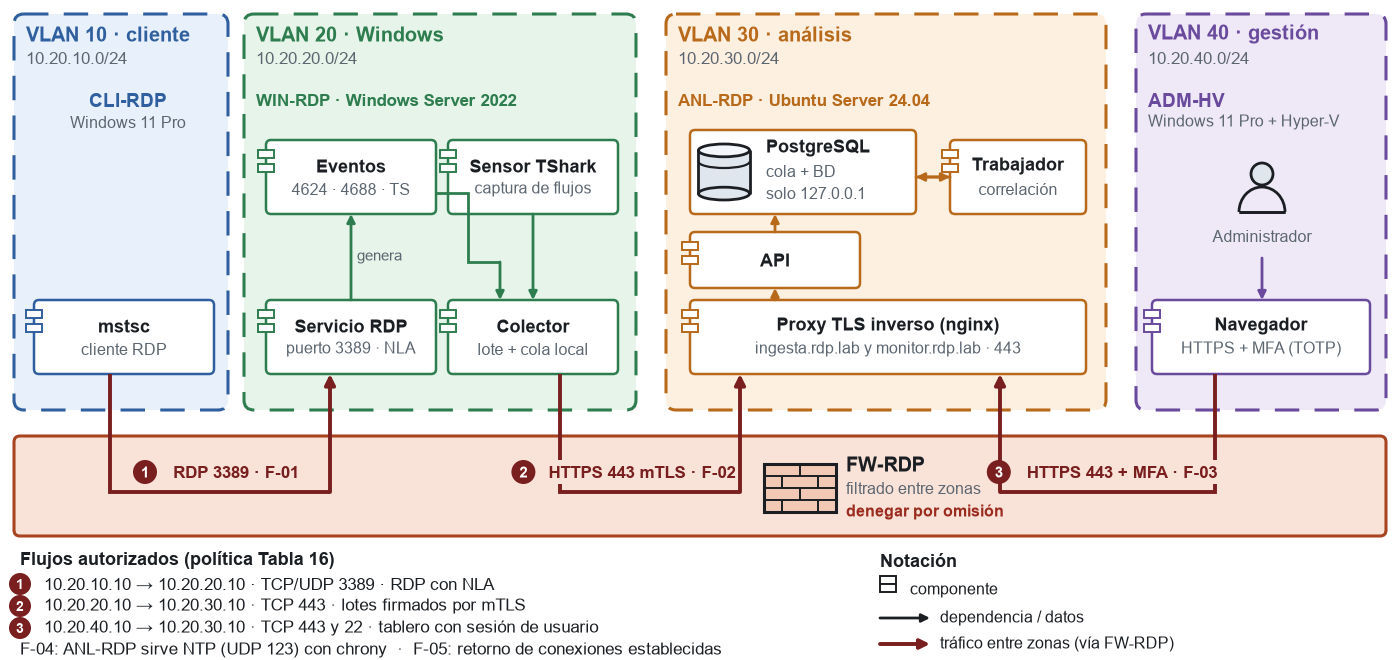 VLAN 10 · cliente
10.20.10.0/24
CLI-RDP
Windows 11 Pro
mstsc
cliente RDP
VLAN 20 · Windows
10.20.20.0/24
WIN-RDP · Windows Server 2022
Eventos
4624 · 4688 · TS
Sensor TShark
captura de flujos
genera
Servicio RDP
puerto 3389 · NLA
Colector
lote + cola local
VLAN 30 · análisis
10.20.30.0/24
ANL-RDP · Ubuntu Server 24.04
PostgreSQL
cola + BD
solo 127.0.0.1
Trabajador
correlación
API
Proxy TLS inverso (nginx)
ingesta.rdp.lab y monitor.rdp.lab · 443
VLAN 40 · gestión
10.20.40.0/24
ADM-HV
Windows 11 Pro + Hyper-V
Administrador
Navegador
HTTPS + MFA (TOTP)
1 RDP 3389 · F-01
2 HTTPS 443 mTLS · F-02
FW-RDP
filtrado entre zonas
denegar por omisión
3 HTTPS 443 + MFA · F-03
Flujos autorizados (política Tabla 16)
1 10.20.10.10 → 10.20.20.10 · TCP/UDP 3389 · RDP con NLA
2 10.20.20.10 → 10.20.30.10 · TCP 443 · lotes firmados por mTLS
3 10.20.40.10 → 10.20.30.10 · TCP 443 y 22 · tablero con sesión de usuario
F-04: ANL-RDP sirve NTP (UDP 123) con chrony · F-05: retorno de conexiones establecidas
Notación
componente
dependencia / datos
tráfico entre zonas (vía FW-RDP)